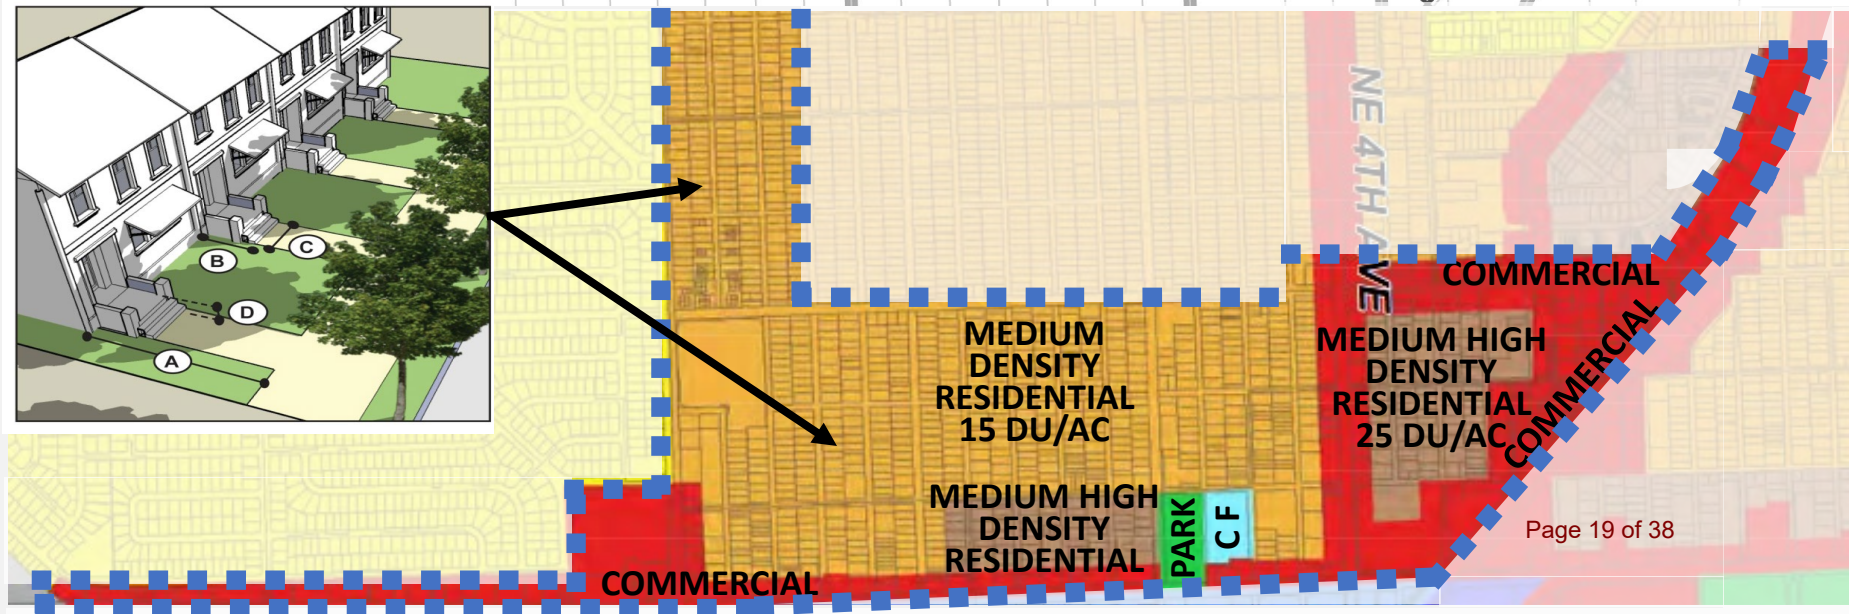 A
B
C
D
NE 4TH AVE
COMMERCIAL
COMMERCIAL
MEDIUM
DENSITY
RESIDENTIAL
15 DU/AC
MEDIUM HIGH
DENSITY
RESIDENTIAL
25 DU/AC
MEDIUM HIGH
DENSITY
RESIDENTIAL
PARK
C F
COMMERCIAL
Page 19 of 38